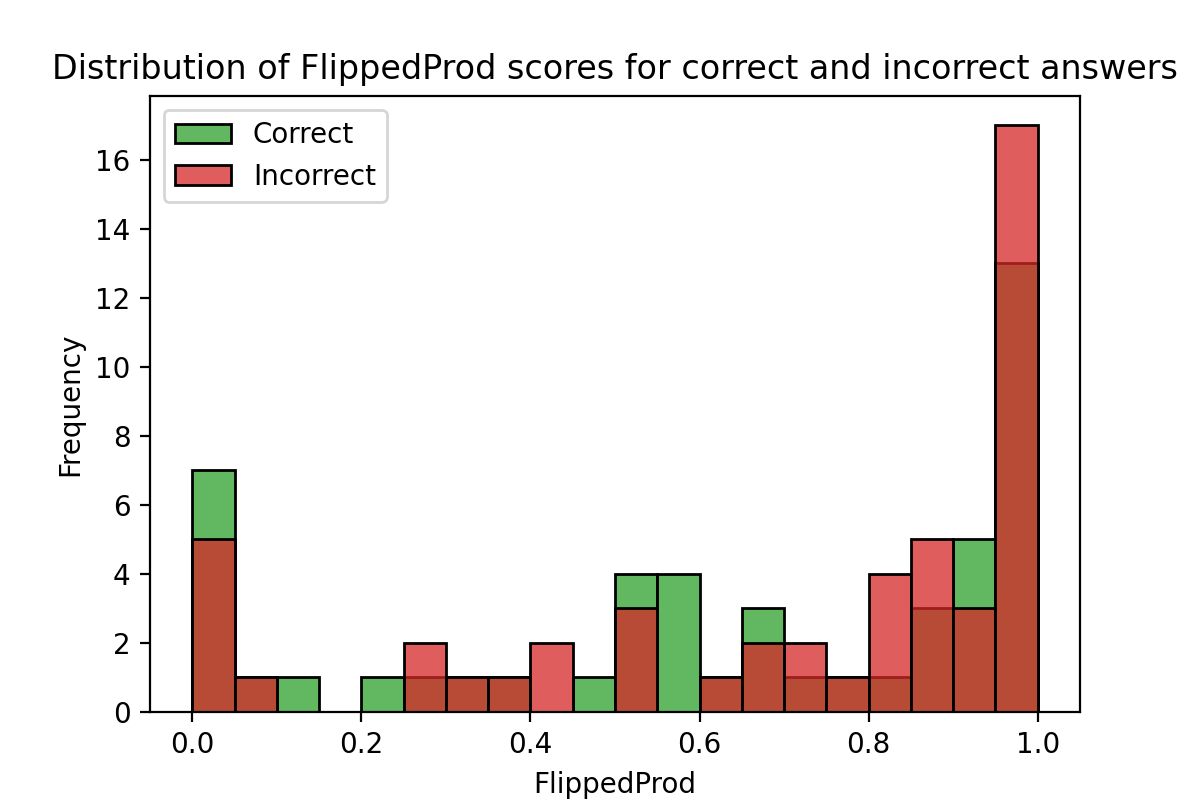 Distribution of FlippedProd scores for correct and incorrect answers
Correct
Incorrect
Frequency
16
14
12
10
8
6
4
2
0
0.0 0.2 0.4 0.6 0.8 1.0
FlippedProd